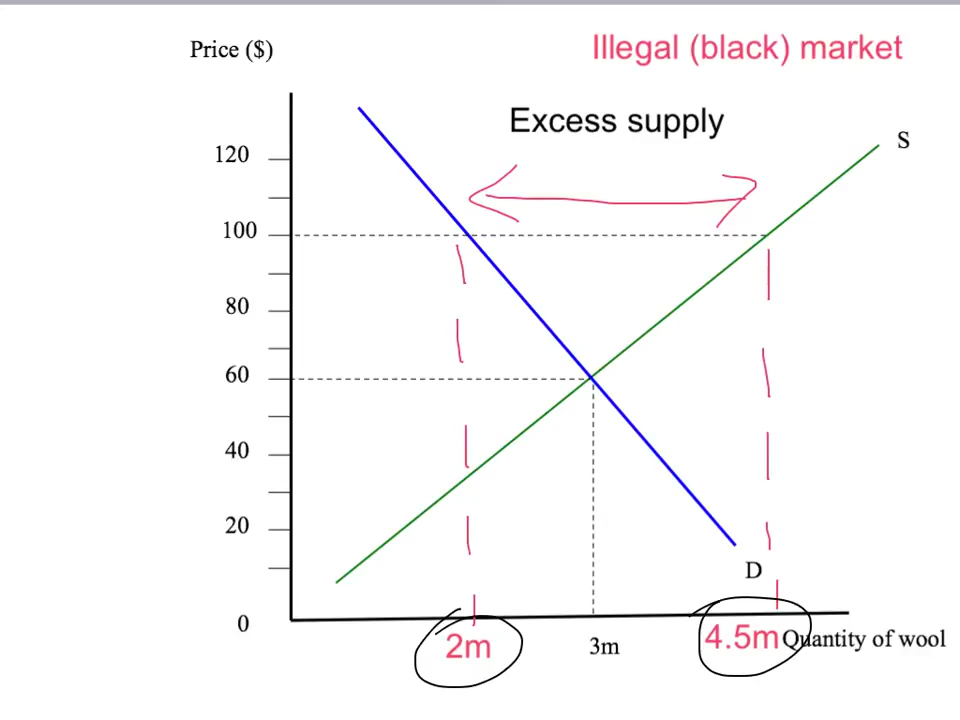 Price ($)
Illegal (black) market
Excess supply
S
120
100
80
60
40
20
D
0
2m
3m
4.5m
Quantity of wool